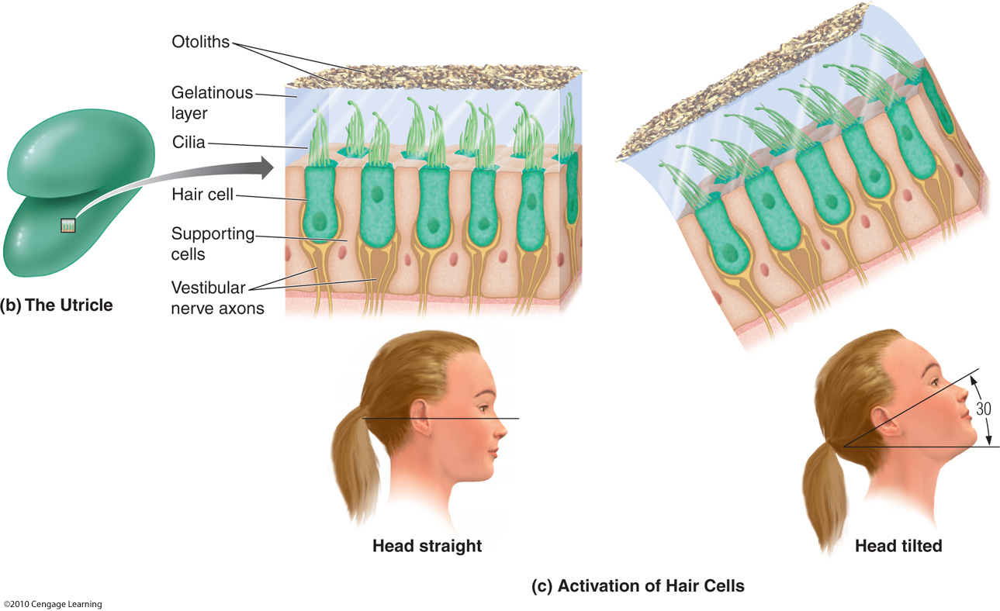 Otoliths
Gelatinous
layer
Cilia
Hair cell
Supporting
cells
Vestibular
nerve axons
(b) The Utricle
30
Head straight
Head tilted
(c) Activation of Hair Cells
©2010 Cengage Learning